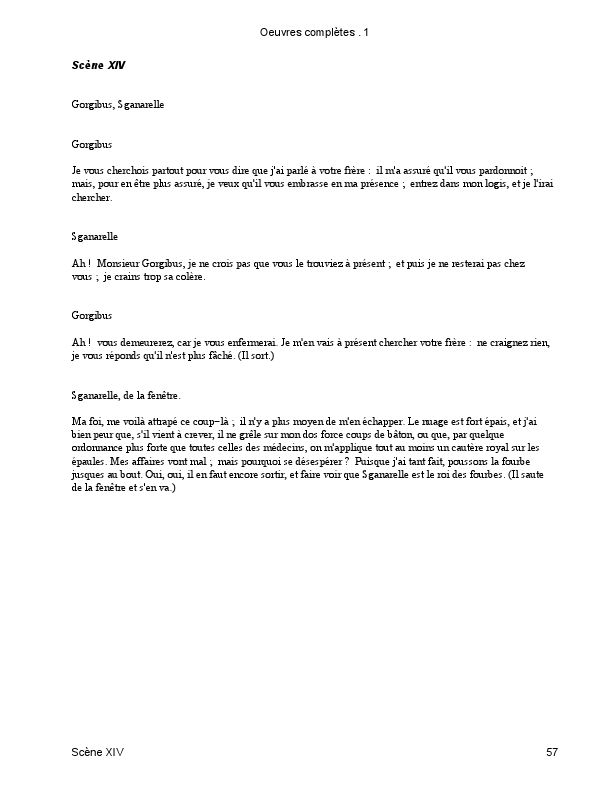 Oeuvres complètes . 1
Scène XIV
Gorgibus, Sganarelle
Gorgibus
Je vous cherchois partout pour vous dire que j'ai parlé à votre frère : il m'a assuré qu'il vous pardonnoit ;
mais, pour en être plus assuré, je veux qu'il vous embrasse en ma présence ; entrez dans mon logis, et je l'irai
chercher.
Sganarelle
Ah ! Monsieur Gorgibus, je ne crois pas que vous le trouviez à présent ; et puis je ne resterai pas chez
vous ; je crains trop sa colère.
Gorgibus
Ah ! vous demeurerez, car je vous enfermerai. Je m'en vais à présent chercher votre frère : ne craignez rien,
je vous réponds qu'il n'est plus fâché. (Il sort.)
Sganarelle, de la fenêtre.
Ma foi, me voilà attrapé ce coup−là ; il n'y a plus moyen de m'en échapper. Le nuage est fort épais, et j'ai
bien peur que, s'il vient à crever, il ne grêle sur mon dos force coups de bâton, ou que, par quelque
ordonnance plus forte que toutes celles des médecins, on m'applique tout au moins un cautère royal sur les
épaules. Mes affaires vont mal ; mais pourquoi se désespérer ? Puisque j'ai tant fait, poussons la fourbe
jusques au bout. Oui, oui, il en faut encore sortir, et faire voir que Sganarelle est le roi des fourbes. (Il saute
de la fenêtre et s'en va.)
Scène XIV 57